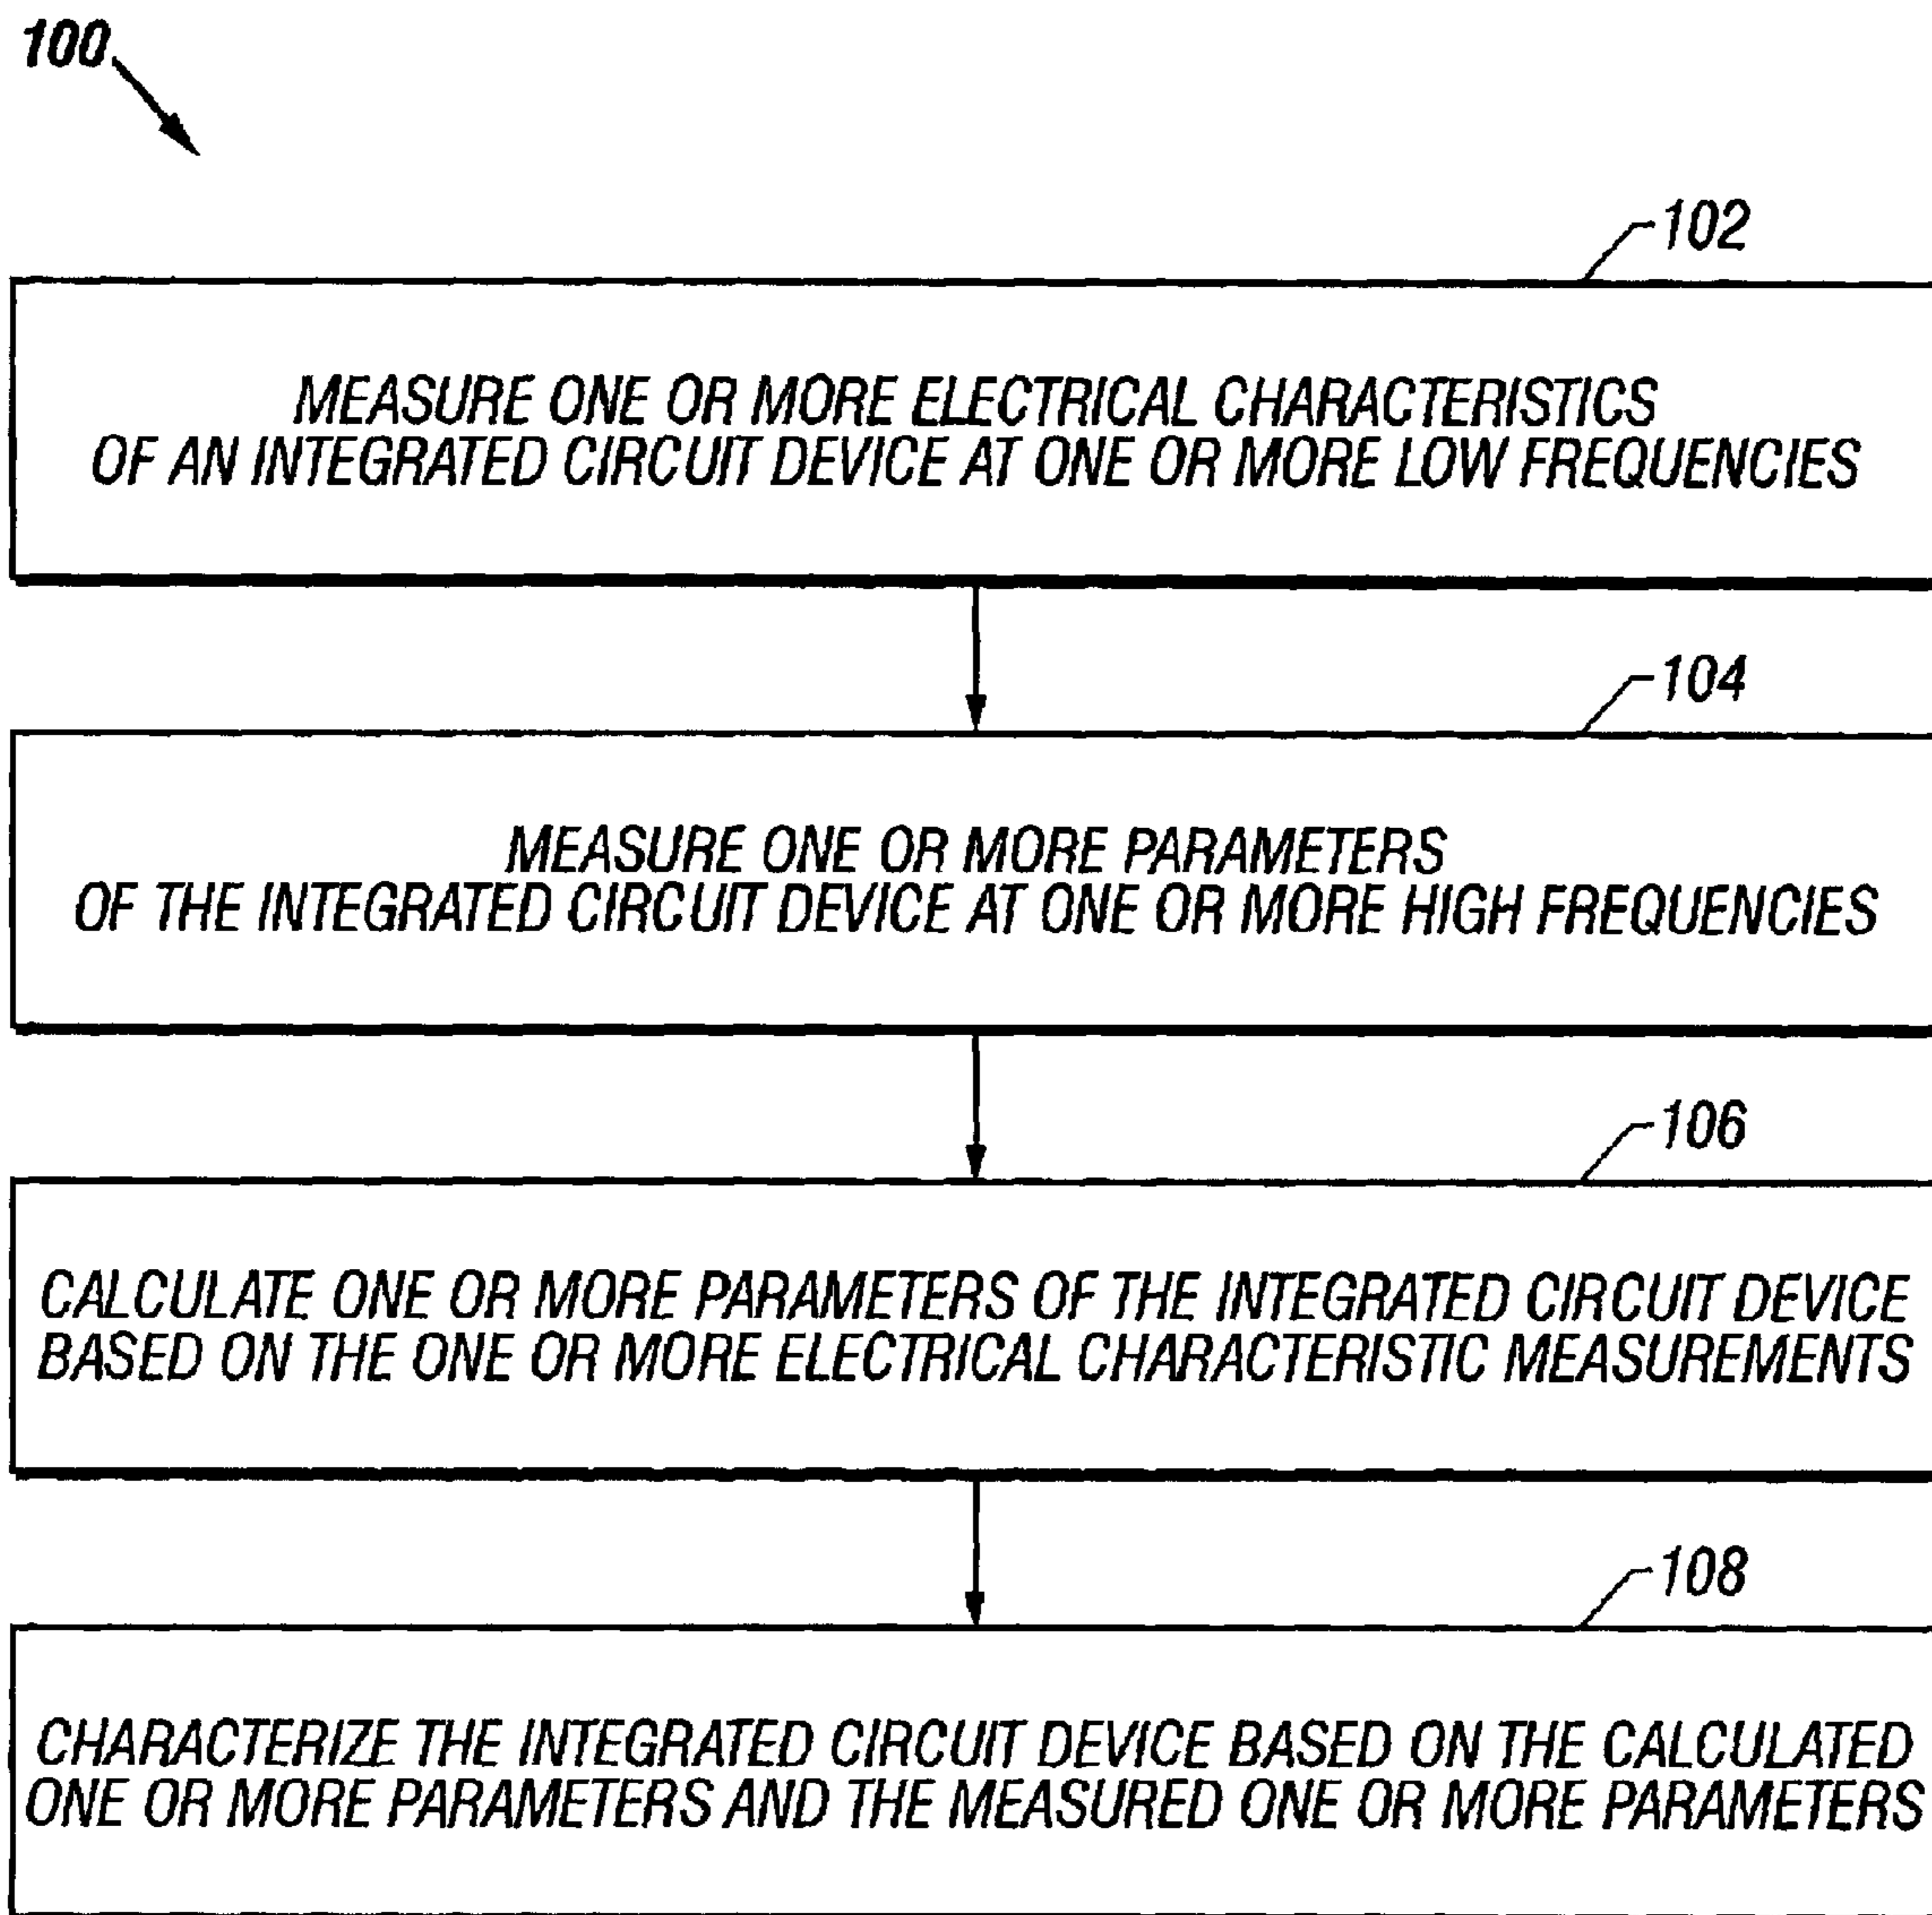 100
102
MEASURE ONE OR MORE ELECTRICAL CHARACTERISTICS
OF AN INTEGRATED CIRCUIT DEVICE AT ONE OR MORE LOW FREQUENCIES
104
MEASURE ONE OR MORE PARAMETERS
OF THE INTEGRATED CIRCUIT DEVICE AT ONE OR MORE HIGH FREQUENCIES
106
CALCULATE ONE OR MORE PARAMETERS OF THE INTEGRATED CIRCUIT DEVICE
BASED ON THE ONE OR MORE ELECTRICAL CHARACTERISTIC MEASUREMENTS
108
CHARACTERIZE THE INTEGRATED CIRCUIT DEVICE BASED ON THE CALCULATED
ONE OR MORE PARAMETERS AND THE MEASURED ONE OR MORE PARAMETERS